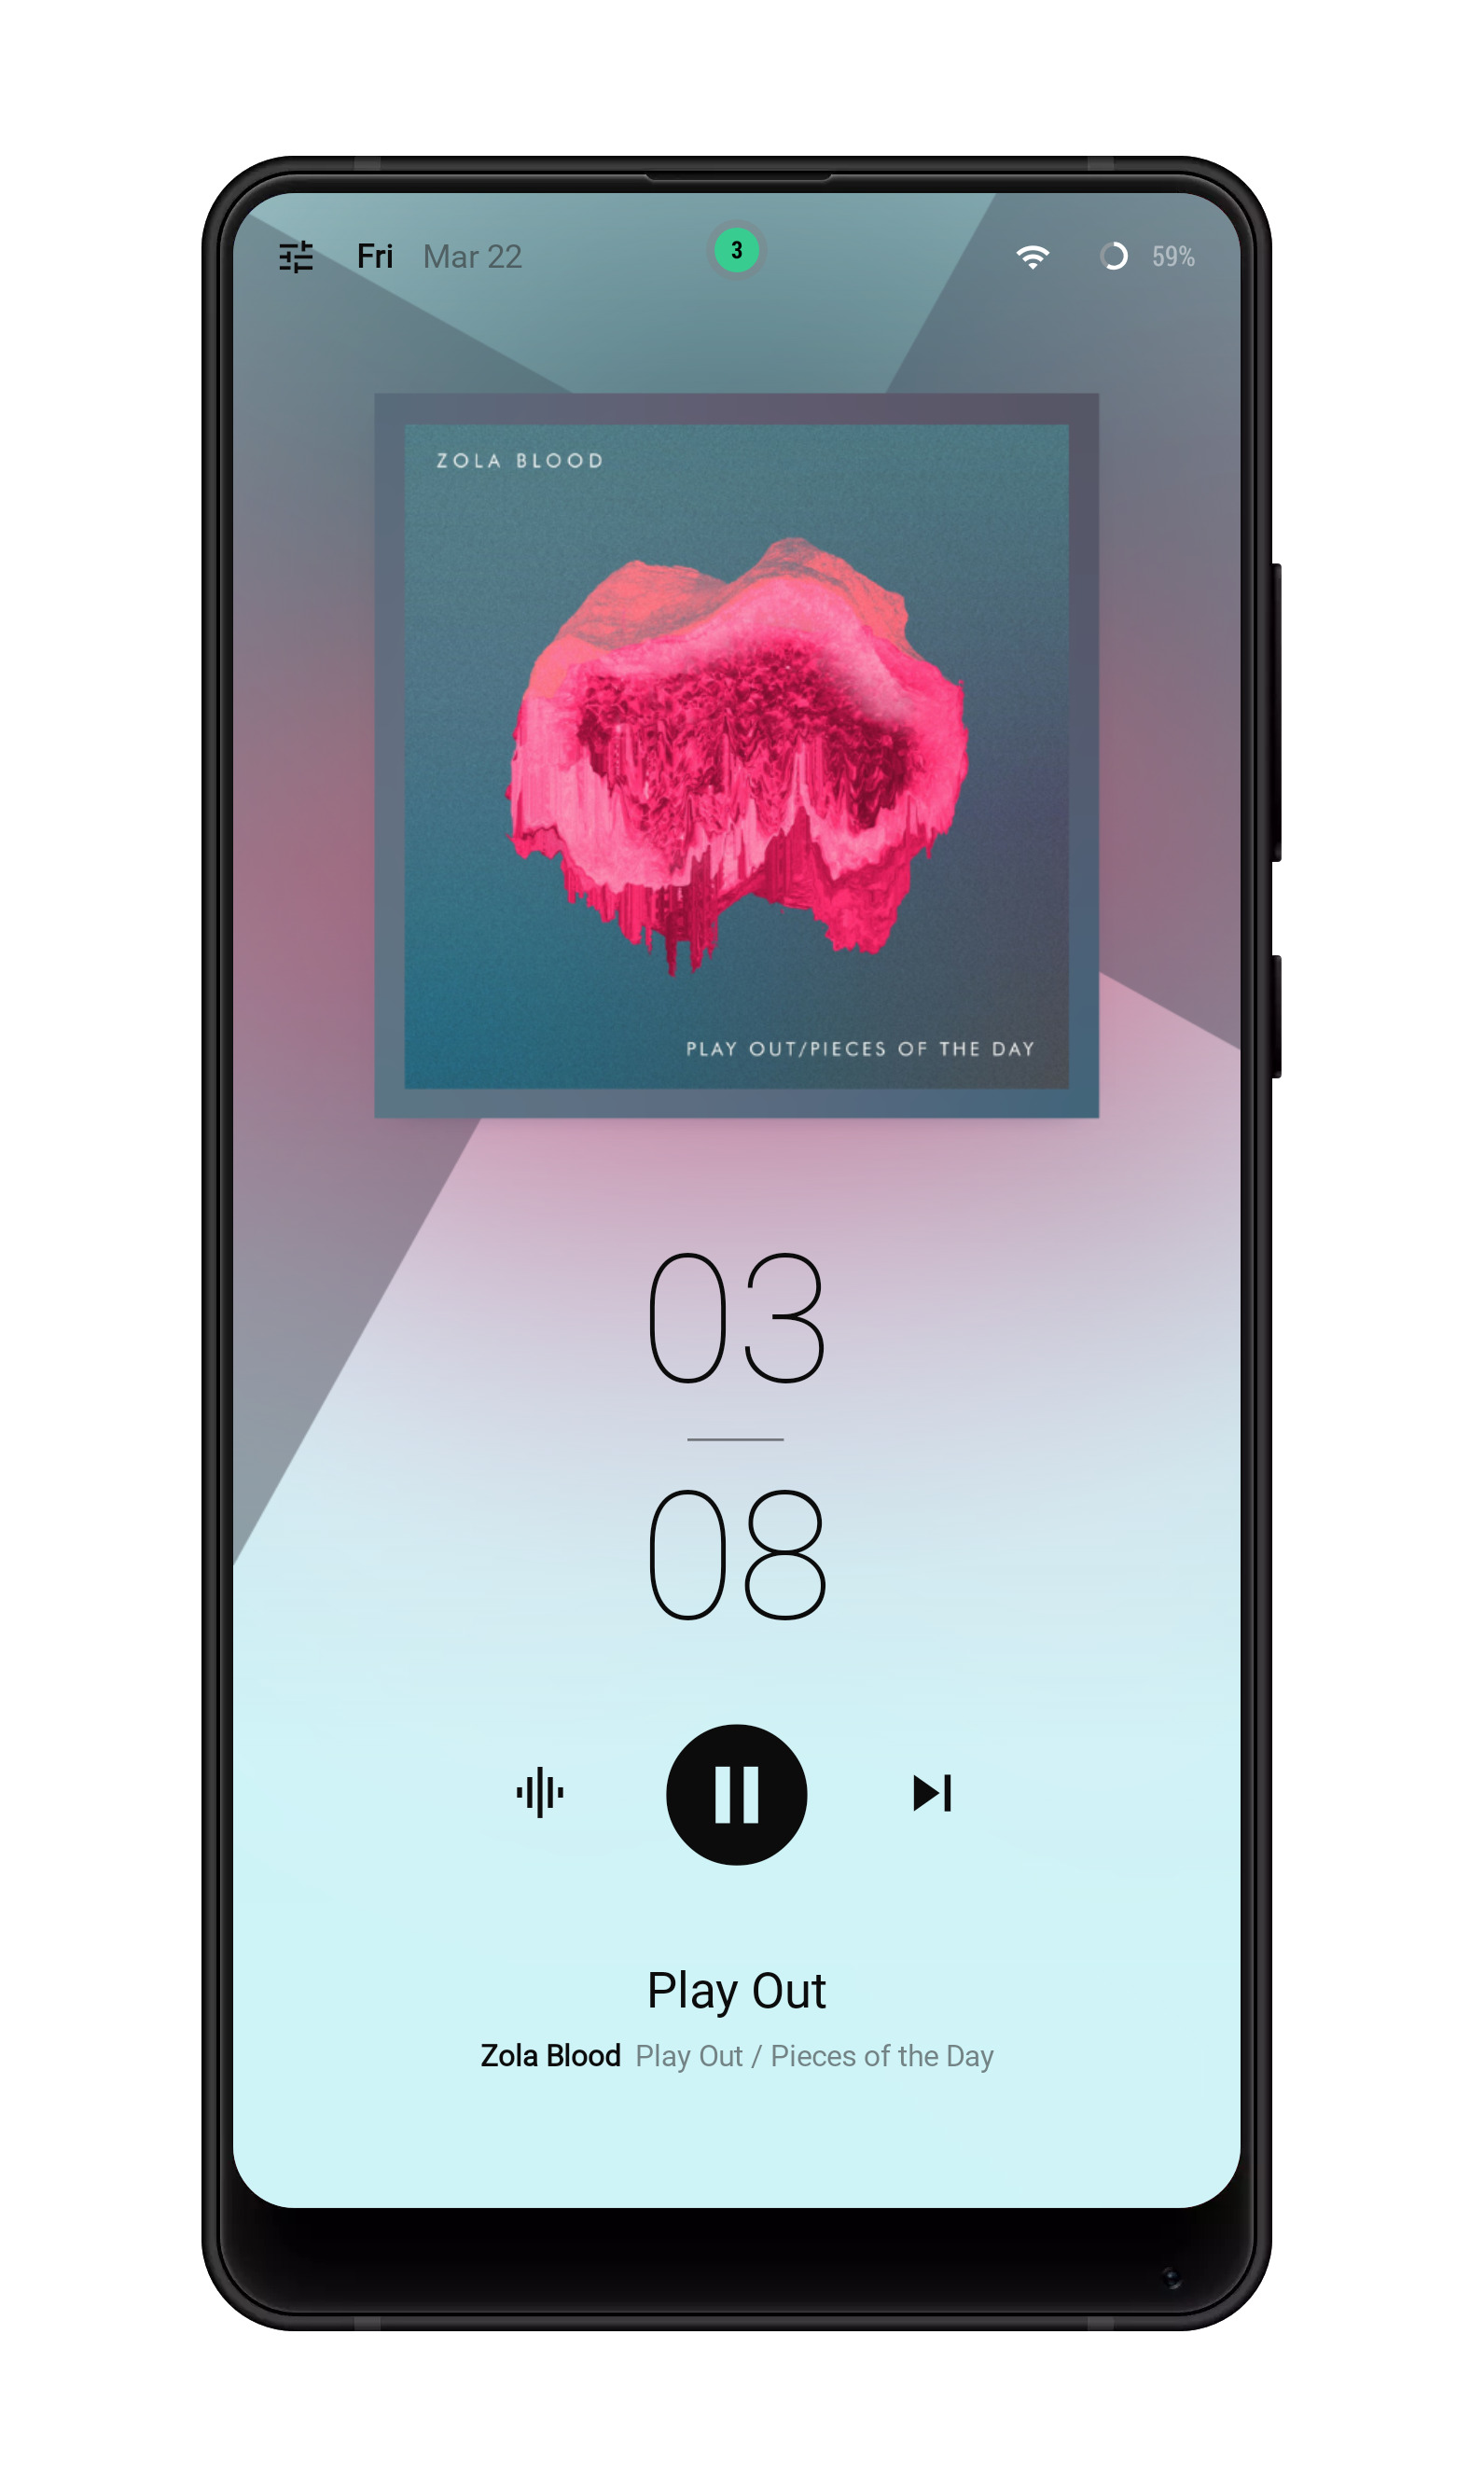 Fri Mar 22 3 59%
ZOLA BLOOD
PLAY OUT/PIECES OF THE DAY
03
08
Play Out
Zola Blood Play Out / Pieces of the Day